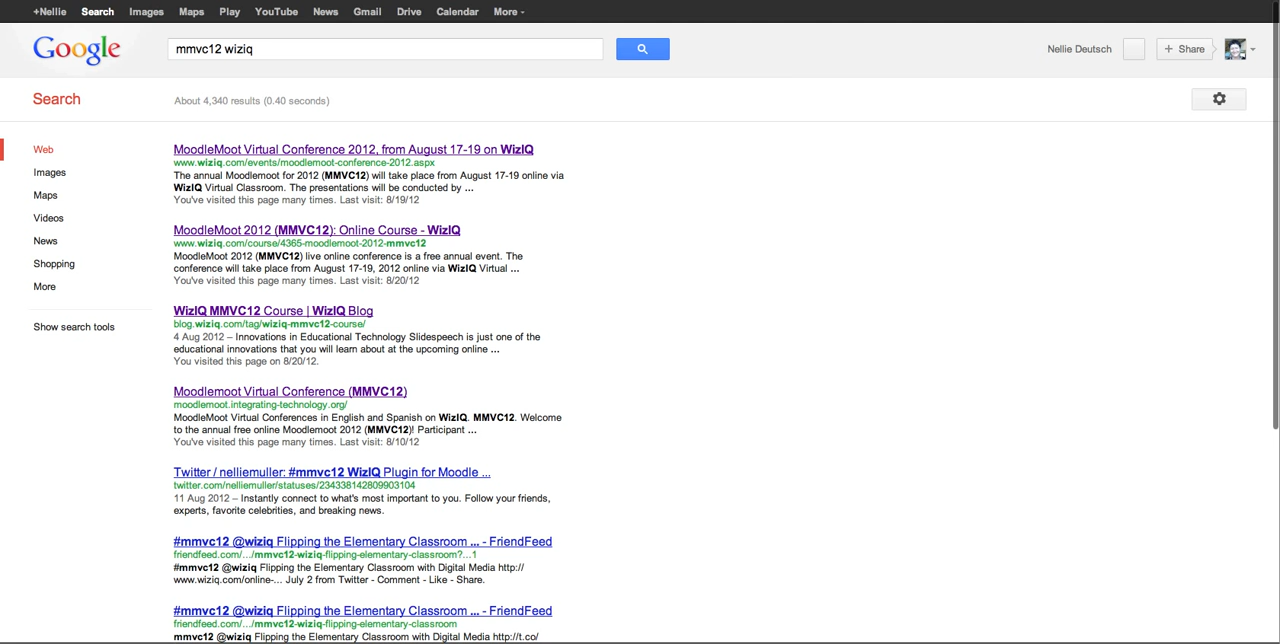 +Nellie Search Images Maps Play YouTube News Gmail Drive Calendar More
Google
mmvc12 wiziq
Nellie Deutsch
+ Share
Search
About 4,340 results (0.40 seconds)
Web
Images
Maps
Videos
News
Shopping
More
Show search tools
MoodleMoot Virtual Conference 2012, from August 17-19 on WizIQ
www.wiziq.com/events/moodlemoot-conference-2012.aspx
The annual Moodlemoot for 2012 (MMVC12) will take place from August 17-19 online via
WizIQ Virtual Classroom. The presentations will be conducted by ...
You've visited this page many times. Last visit: 8/19/12
MoodleMoot 2012 (MMVC12): Online Course - WizIQ
www.wiziq.com/course/4365-moodlemoot-2012-mmvc12
MoodleMoot 2012 (MMVC12) live online conference is a free annual event. The
conference will take place from August 17-19, 2012 online via WizIQ Virtual ...
You've visited this page many times. Last visit: 8/20/12
WizIQ MMVC12 Course | WizIQ Blog
blog.wiziq.com/tag/wiziq-mmvc12-course/
4 Aug 2012 – Innovations in Educational Technology Slidespeech is just one of the
educational innovations that you will learn about at the upcoming online ...
You visited this page on 8/20/12.
Moodlemoot Virtual Conference (MMVC12)
moodlemoot.integrating-technology.org/
MoodleMoot Virtual Conferences in English and Spanish on WizIQ. MMVC12. Welcome
to the annual free online Moodlemoot 2012 (MMVC12)! Participant ...
You've visited this page many times. Last visit: 8/10/12
Twitter / nelliemuller: #mmvc12 WizIQ Plugin for Moodle ...
twitter.com/nelliemuller/statuses/234338142809903104
11 Aug 2012 – Instantly connect to what's most important to you. Follow your friends,
experts, favorite celebrities, and breaking news.
#mmvc12 @wiziq Flipping the Elementary Classroom ... - FriendFeed
friendfeed.com/.../mmvc12-wiziq-flipping-elementary-classroom?...1
#mmvc12 @wiziq Flipping the Elementary Classroom with Digital Media http://
www.wiziq.com/online-... July 2 from Twitter - Comment - Like - Share.
#mmvc12 @wiziq Flipping the Elementary Classroom ... - FriendFeed
friendfeed.com/.../mmvc12-wiziq-flipping-elementary-classroom
mmvc12 @wiziq Flipping the Elementary Classroom with Digital Media http://t.co/